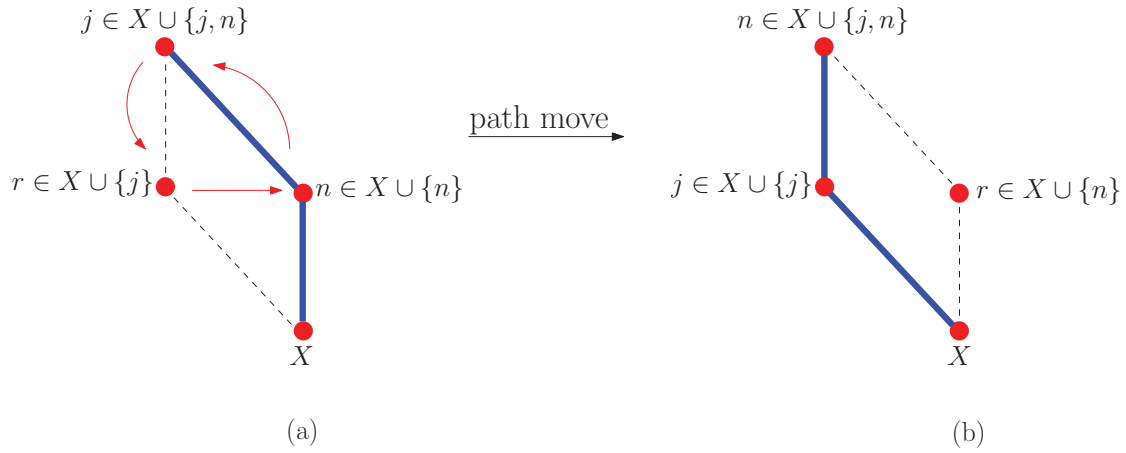 j ∈ X ∪ {j, n}
n ∈ X ∪ {j, n}
path move
r ∈ X ∪ {j}
n ∈ X ∪ {n}
j ∈ X ∪ {j}
r ∈ X ∪ {n}
X
X
(a)
(b)